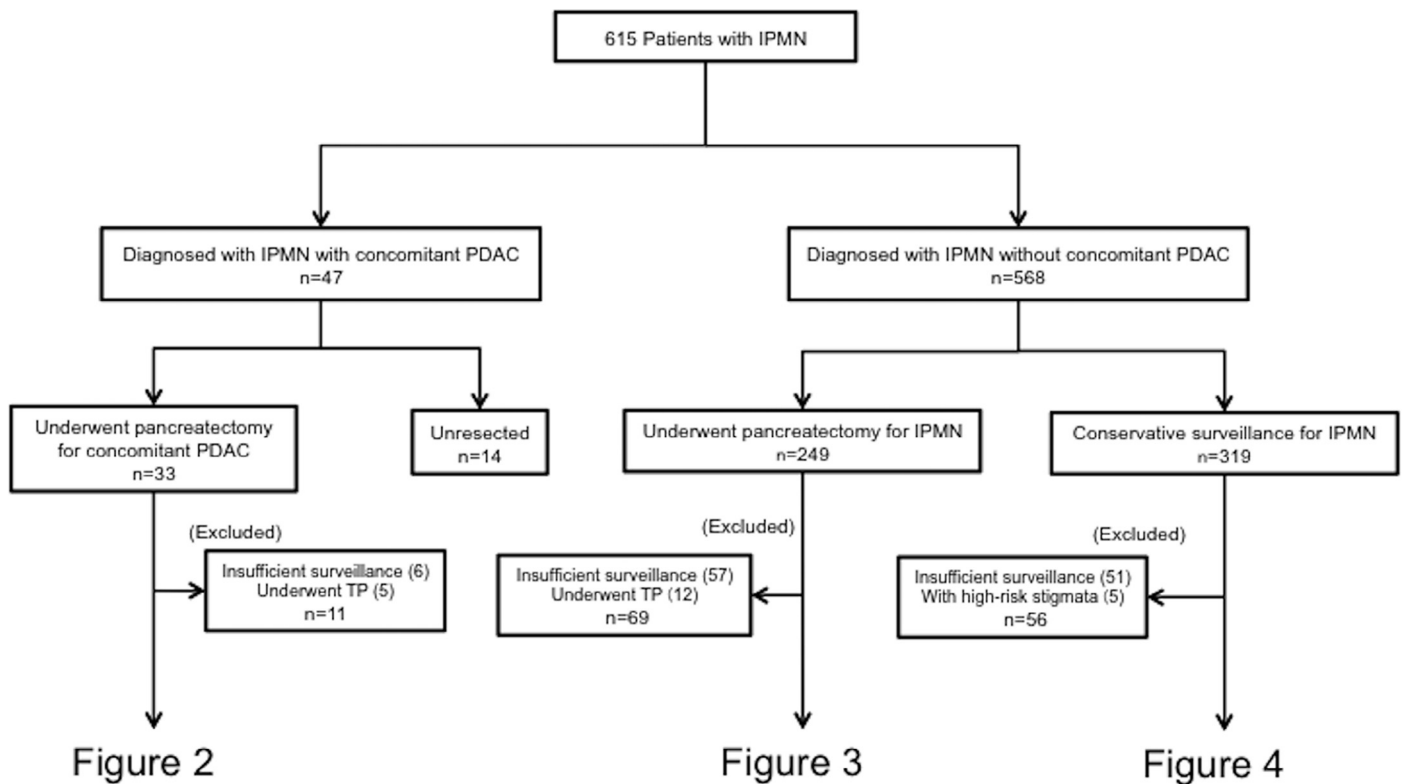 615 Patients with IPMN
Diagnosed with IPMN with concomitant PDAC
n=47
Diagnosed with IPMN without concomitant PDAC
n=568
Underwent pancreatectomy
for concomitant PDAC
n=33
Unresected
n=14
Underwent pancreatectomy for IPMN
n=249
Conservative surveillance for IPMN
n=319
(Excluded)
Insufficient surveillance (6)
Underwent TP (5)
n=11
(Excluded)
Insufficient surveillance (57)
Underwent TP (12)
n=69
(Excluded)
Insufficient surveillance (51)
With high-risk stigmata (5)
n=56
Figure 2
Figure 3
Figure 4